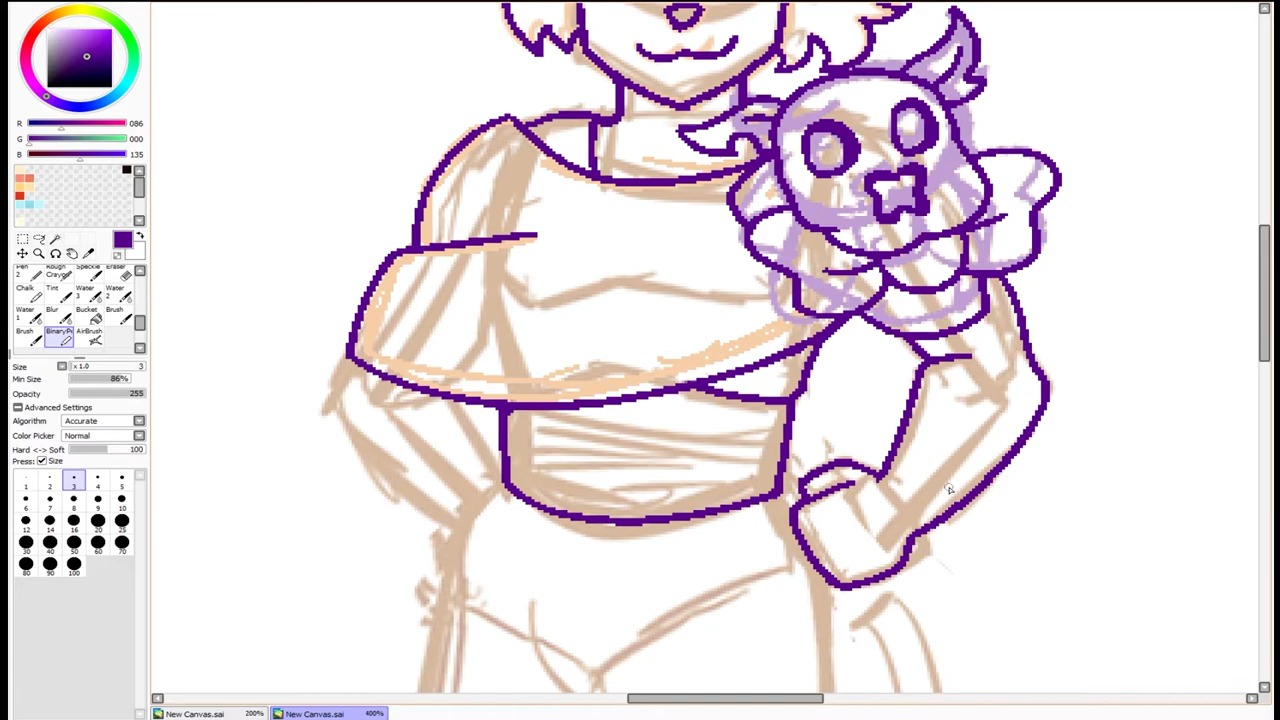 R 086
G 000
B 135
Pen 2 Rough Crayon Speckle Eraser
Chalk Tint Water 3 Water 2
Water 1 Blur Bucket Brush
Brush BinaryPe AirBrush
Size x 1.0 3
Min Size 86%
Opacity 255
Advanced Settings
Algorithm Accurate
Color Picker Normal
Hard <-> Soft 100
Press: Size
1 2 3 4 5
6 7 8 9 10
12 14 16 20 25
30 40 50 60 70
80 90 100
New Canvas.sai 200% New Canvas.sai 400%